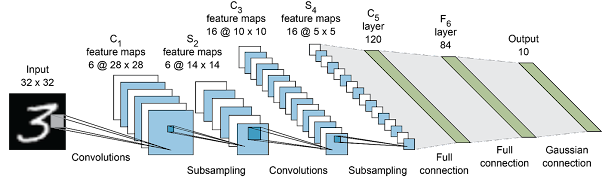 Input
32 x 32
C1
feature maps
6 @ 28 x 28
S2
feature maps
6 @ 14 x 14
C3
feature maps
16 @ 10 x 10
S4
feature maps
16 @ 5 x 5
C5
layer
120
F6
layer
84
Output
10
3
Convolutions
Subsampling
Convolutions
Subsampling
Full
connection
Full
connection
Gaussian connection